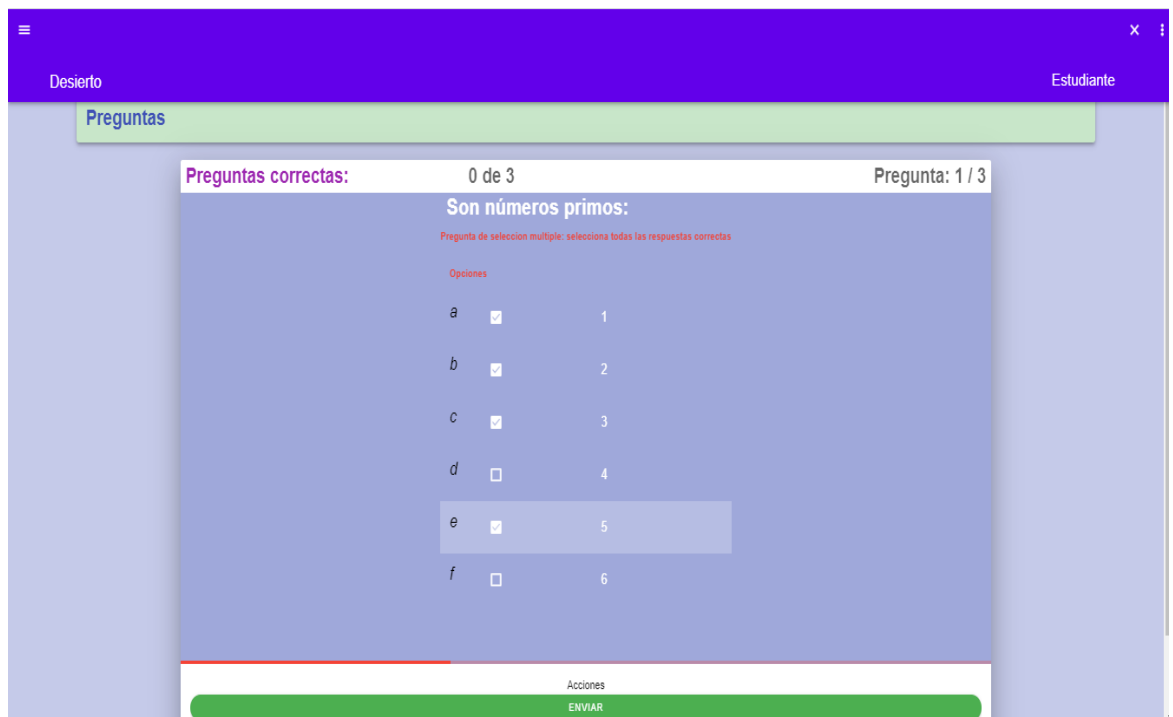 Desierto Estudiante
Preguntas
Preguntas correctas: 0 de 3 Pregunta: 1 / 3
Son números primos:
Pregunta de seleccion multiple: selecciona todas las respuestas correctas
Opciones
a 1
b 2
c 3
d 4
e 5
f 6
Acciones
ENVIAR